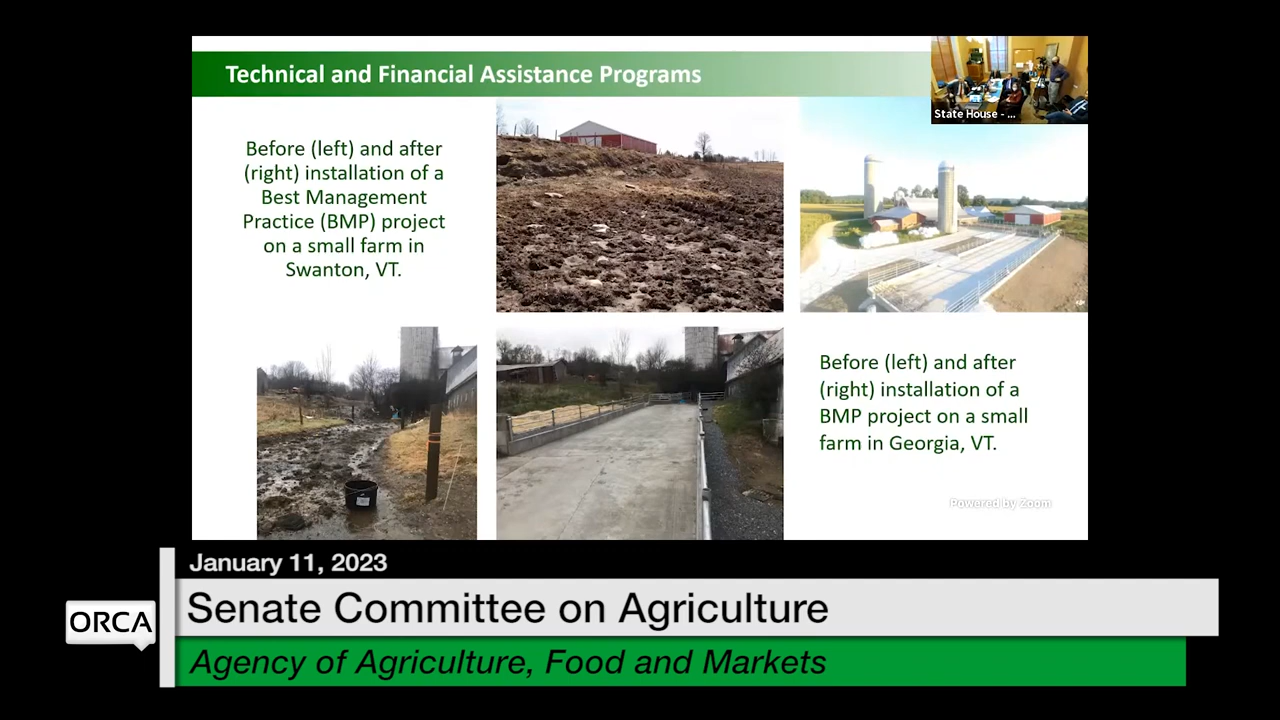 Technical and Financial Assistance Programs
State House - ...
Before (left) and after
(right) installation of a
Best Management
Practice (BMP) project
on a small farm in
Swanton, VT.
Before (left) and after
(right) installation of a
BMP project on a small
farm in Georgia, VT.
Powered by Zoom
January 11, 2023
ORCA
Senate Committee on Agriculture
Agency of Agriculture, Food and Markets